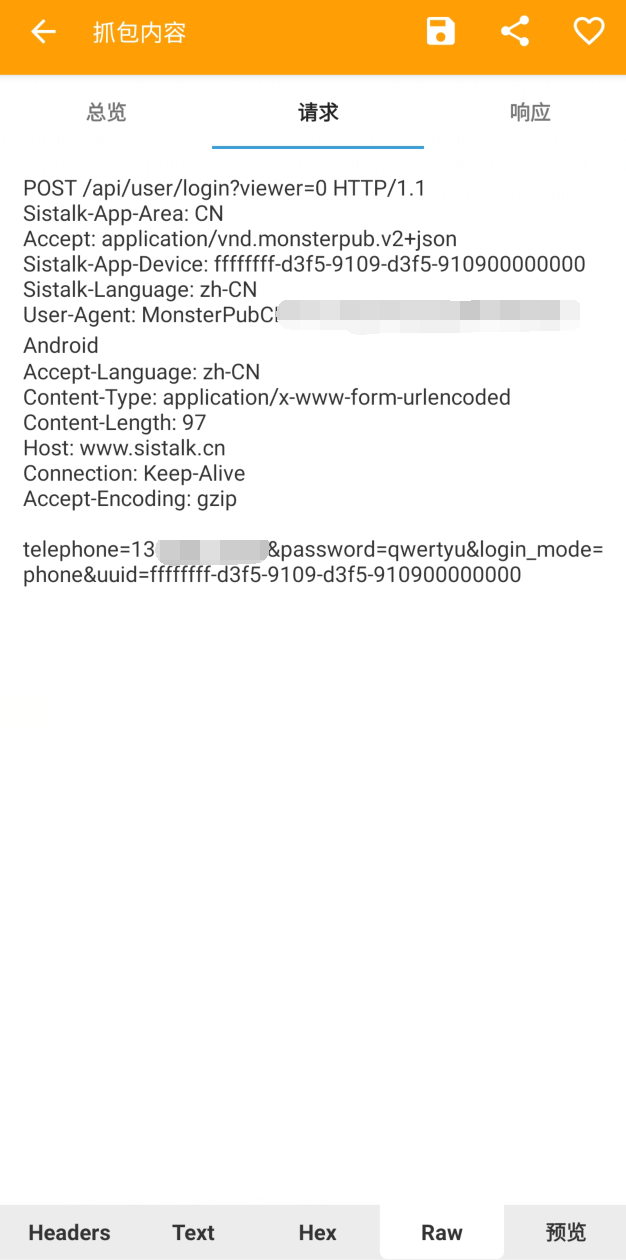 抓包内容
总览
请求
响应
POST /api/user/login?viewer=0 HTTP/1.1
Sistalk-App-Area: CN
Accept: application/vnd.monsterpub.v2+json
Sistalk-App-Device: ffffffff-d3f5-9109-d3f5-910900000000
Sistalk-Language: zh-CN
User-Agent: MonsterPubC
Android
Accept-Language: zh-CN
Content-Type: application/x-www-form-urlencoded
Content-Length: 97
Host: www.sistalk.cn
Connection: Keep-Alive
Accept-Encoding: gzip
telephone=13 &password=qwertyu&login_mode=
phone&uuid=ffffffff-d3f5-9109-d3f5-910900000000
Headers
Text
Hex
Raw
预览